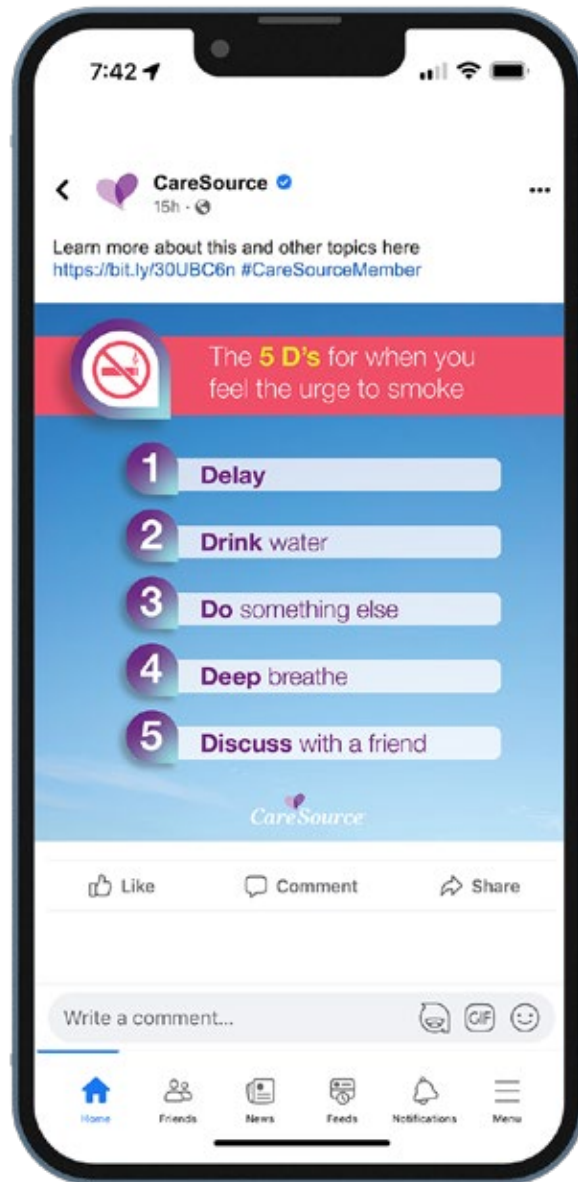 7:42
CareSource
15h ·
Learn more about this and other topics here
https://bit.ly/30UBC6n #CareSourceMember
The 5 D's for when you
feel the urge to smoke
1 Delay
2 Drink water
3 Do something else
4 Deep breathe
5 Discuss with a friend
CareSource
Like Comment Share
Write a comment... GIF
Home Friends News Feeds Notifications Menu